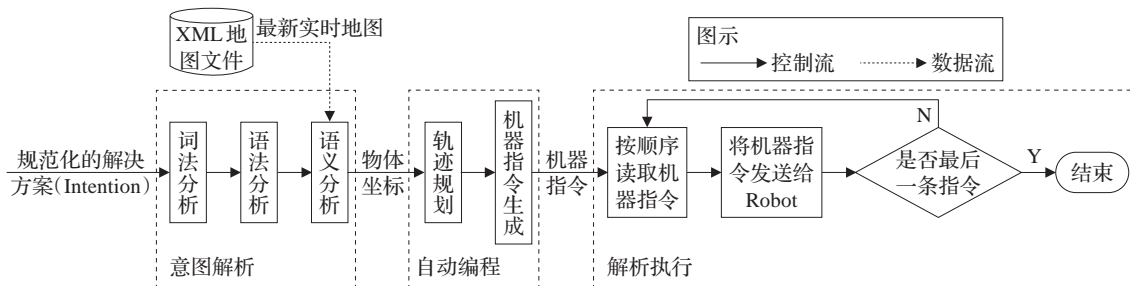 XML地
图文件
最新实时地图
图示
控制流
数据流
规范化的解决
方案(Intention)
词法分析
语法分析
语义分析
意图解析
物体
坐标
轨迹规划
机器指令生成
自动编程
机器
指令
按顺序
读取机
器指令
将机器指
令发送给
Robot
是否最后
一条指令
N
Y
结束
解析执行